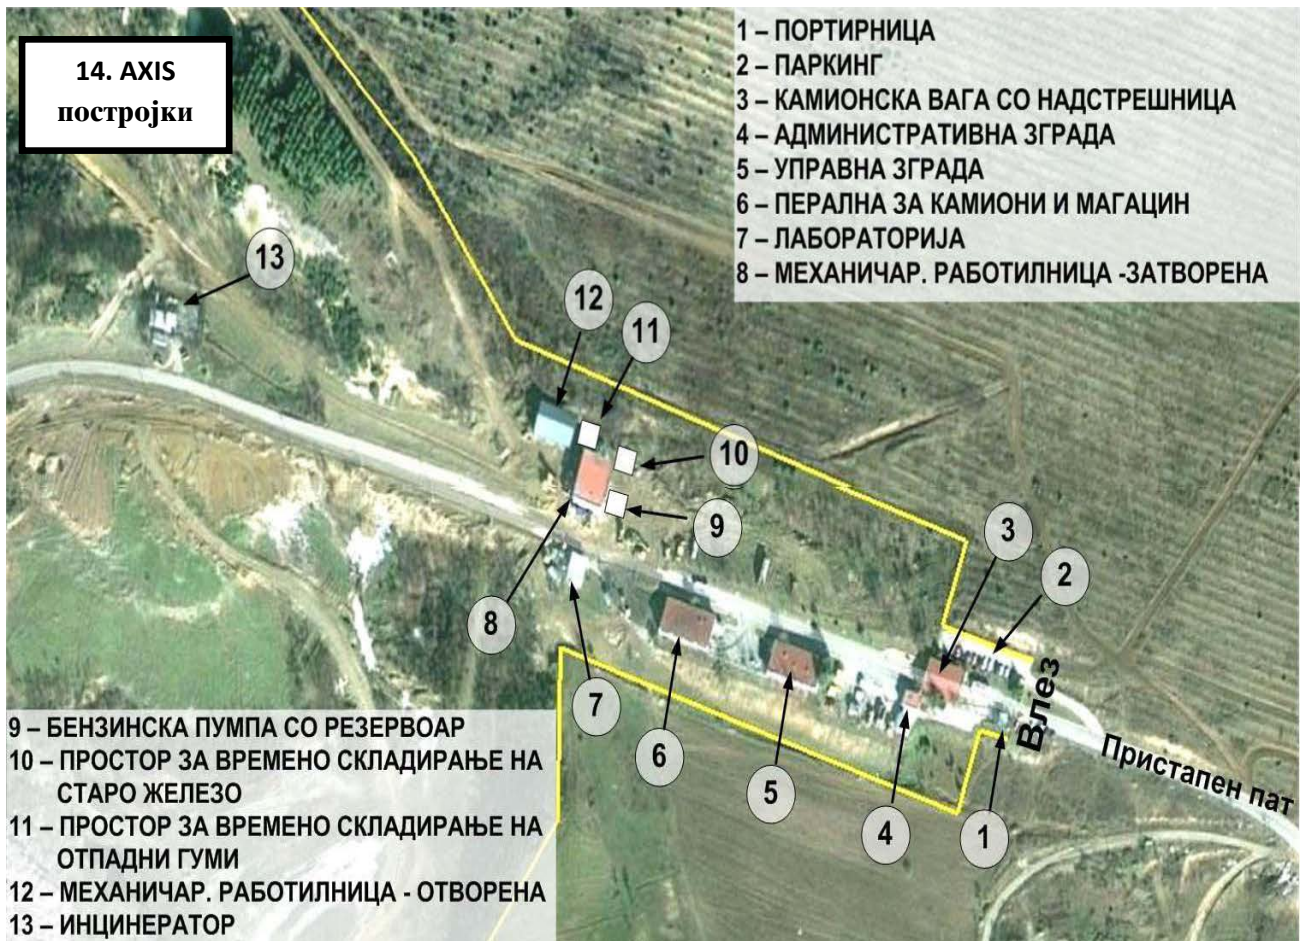 14. AXIS
постројки
1 – ПОРТИРНИЦА
2 – ПАРКИНГ
3 – КАМИОНСКА ВАГА СО НАДСТРЕШНИЦА
4 – АДМИНИСТРАТИВНА ЗГРАДА
5 – УПРАВНА ЗГРАДА
6 – ПЕРАЛНА ЗА КАМИОНИ И МАГАЦИН
7 – ЛАБОРАТОРИЈА
8 – МЕХАНИЧАР. РАБОТИЛНИЦА -ЗАТВОРЕНА
13
12
11
10
9
3
2
8
7
6
5
4
1
Влез
Пристапен пат
9 – БЕНЗИНСКА ПУМПА СО РЕЗЕРВОАР
10 – ПРОСТОР ЗА ВРЕМЕНО СКЛАДИРАЊЕ НА
СТАРО ЖЕЛЕЗО
11 – ПРОСТОР ЗА ВРЕМЕНО СКЛАДИРАЊЕ НА
ОТПАДНИ ГУМИ
12 – МЕХАНИЧАР. РАБОТИЛНИЦА - ОТВОРЕНА
13 – ИНЦИНЕРАТОР